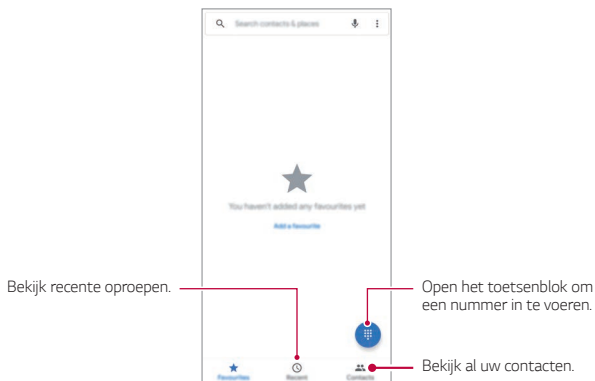 Search contacts & places
You haven't added any favourites yet
Add a favourite
Bekijk recente oproepen.
Open het toetsenblok om
een nummer in te voeren.
Favourites
Recent
Contacts
Bekijk al uw contacten.